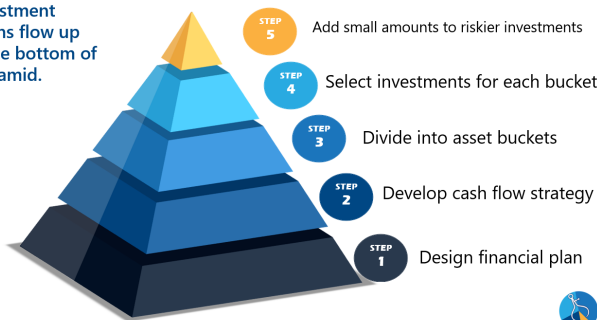 stment
ns flow up
e bottom of
amid.
STEP
5
Add small amounts to riskier investments
STEP
4
Select investments for each bucket
STEP
3
Divide into asset buckets
STEP
2
Develop cash flow strategy
STEP
1
Design financial plan